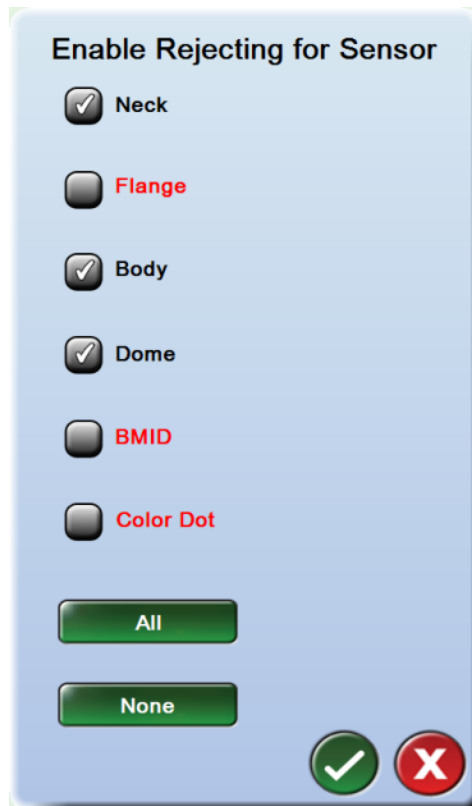 Enable Rejecting for Sensor
Neck
Flange
Body
Dome
BMID
Color Dot
All
None